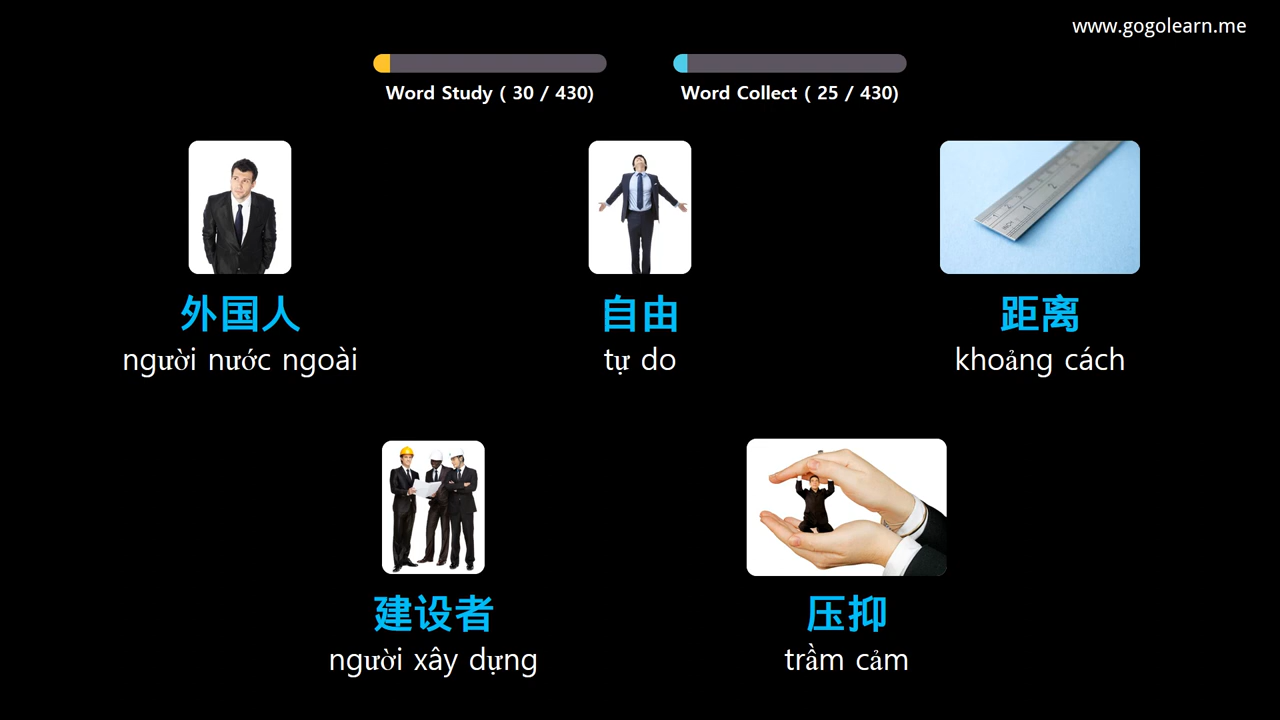 www.gogolearn.me
Word Study ( 30 / 430)
Word Collect ( 25 / 430)
外国人
người nước ngoài
自由
tự do
距离
khoảng cách
建设者
người xây dựng
压抑
trầm cảm